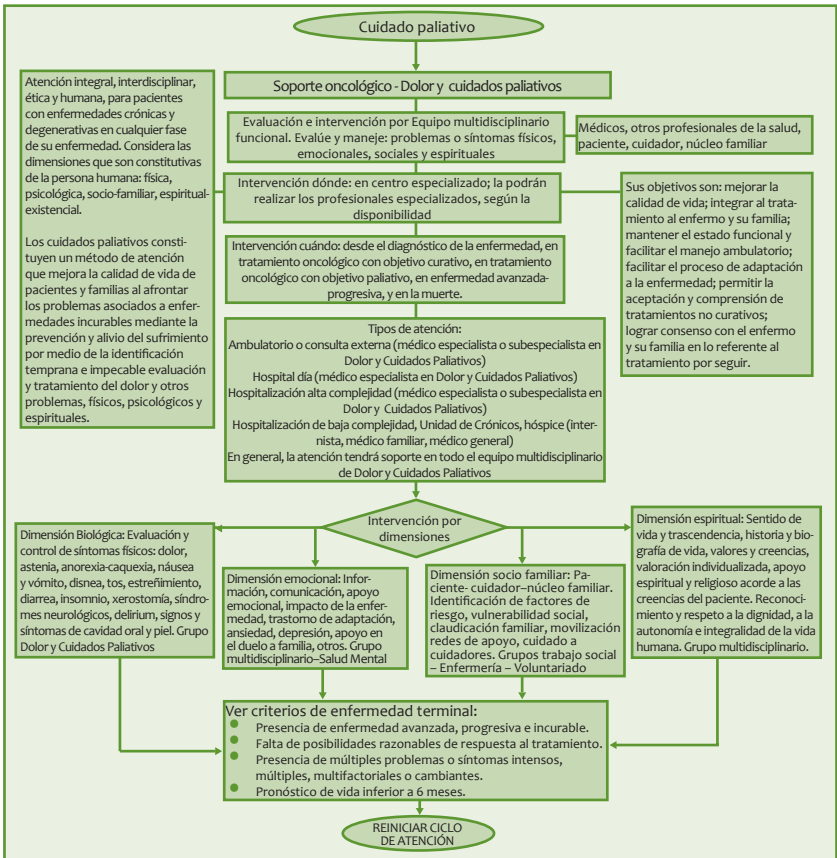 Cuidado paliativo
Soporte oncológico - Dolor y cuidados paliativos
Atención integral, interdisciplinar,
ética y humana, para pacientes
con enfermedades crónicas y
degenerativas en cualquier fase
de su enfermedad. Considera las
dimensiones que son constitutivas
de la persona humana: física,
psicológica, socio-familiar, espiritual-
existencial.
Los cuidados paliativos consti-
tuyen un método de atención
que mejora la calidad de vida de
pacientes y familias al afrontar
los problemas asociados a enfer-
medades incurables mediante la
prevención y alivio del sufrimiento
por medio de la identificación
temprana e impecable evaluación
y tratamiento del dolor y otros
problemas, físicos, psicológicos y
espirituales.
Evaluación e intervención por Equipo multidisciplinario
funcional. Evalúe y maneje: problemas o síntomas físicos,
emocionales, sociales y espirituales
Médicos, otros profesionales de la salud,
paciente, cuidador, núcleo familiar
Intervención dónde: en centro especializado; la podrán
realizar los profesionales especializados, según la
disponibilidad
Sus objetivos son: mejorar la
calidad de vida; integrar al trata-
miento al enfermo y su familia;
mantener el estado funcional y
facilitar el manejo ambulatorio;
facilitar el proceso de adaptación
a la enfermedad; permitir la
aceptación y comprensión de
tratamientos no curativos;
lograr consenso con el enfermo
y su familia en lo referente al
tratamiento por seguir.
Intervención cuándo: desde el diagnóstico de la enfermedad, en
tratamiento oncológico con objetivo curativo, en tratamiento
oncológico con objetivo paliativo, en enfermedad avanzada-
progresiva, y en la muerte.
Tipos de atención:
Ambulatorio o consulta externa (médico especialista o subespecialista en
Dolor y Cuidados Paliativos)
Hospital día (médico especialista en Dolor y Cuidados Paliativos)
Hospitalización alta complejidad (médico especialista o subespecialista en
Dolor y Cuidados Paliativos)
Hospitalización de baja complejidad, Unidad de Crónicos, hóspice (inter-
nista, médico familiar, médico general)
En general, la atención tendrá soporte en todo el equipo multidisciplinario
de Dolor y Cuidados Paliativos
Intervención por
dimensiones
Dimensión Biológica: Evaluación y
control de síntomas físicos: dolor,
astenia, anorexia-caquexia, náusea
y vómito, disnea, tos, estreñimiento,
diarrea, insomnio, xerostomía, síndro-
mes neurológicos, delirium, signos y
síntomas de cavidad oral y piel. Grupo
Dolor y Cuidados Paliativos
Dimensión emocional: Infor-
mación, comunicación, apoyo
emocional, impacto de la enfer-
medad, trastorno de adaptación,
ansiedad, depresión, apoyo en
el duelo a familia, otros. Grupo
multidisciplinario–Salud Mental
Dimensión socio familiar: Pa-
ciente- cuidador–núcleo familiar.
Identificación de factores de
riesgo, vulnerabilidad social,
claudicación familiar, movilización
redes de apoyo, cuidado a
cuidadores. Grupos trabajo social
– Enfermería – Voluntariado
Dimensión espiritual: Sentido de
vida y trascendencia, historia y bio-
grafía de vida, valores y creencias,
valoración individualizada, apoyo
espiritual y religioso acorde a las
creencias del paciente. Reconoci-
miento y respeto a la dignidad, a la
autonomía e integralidad de la vida
humana. Grupo multidisciplinario.
Ver criterios de enfermedad terminal:
● Presencia de enfermedad avanzada, progresiva e incurable.
● Falta de posibilidades razonables de respuesta al tratamiento.
● Presencia de múltiples problemas o síntomas intensos,
múltiples, multifactoriales o cambiantes.
● Pronóstico de vida inferior a 6 meses.
REINICIAR CICLO
DE ATENCIÓN